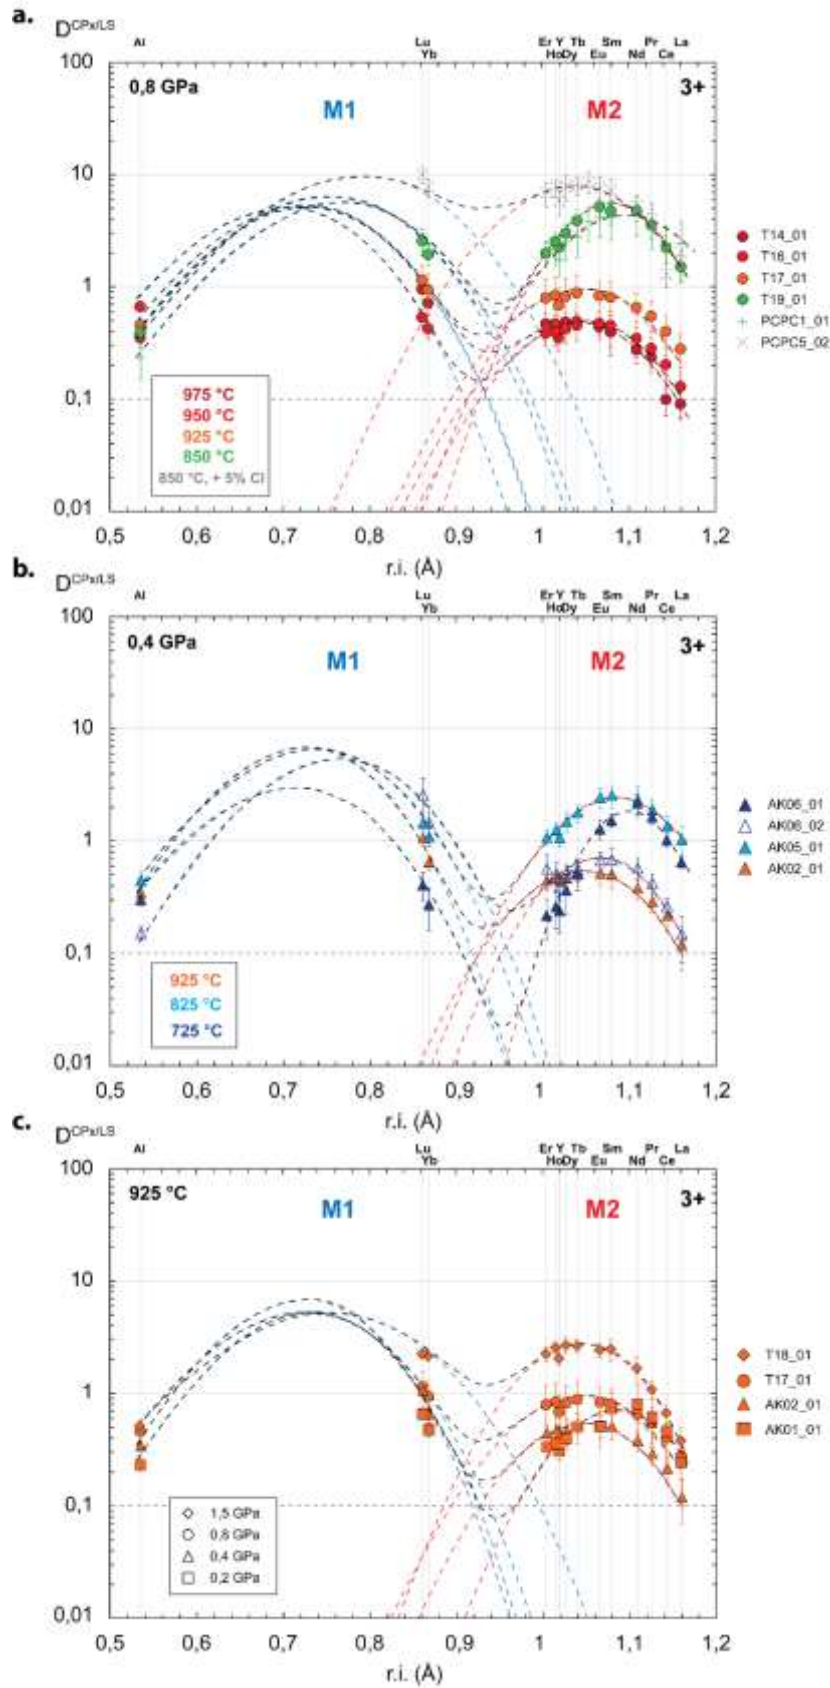 a.
D^CPx/LS
Al
Lu
Yb
Er Y Tb Sm Pr La
Ho Dy Eu Nd Ce
100
0,8 GPa
3+
M1
M2
10
1
0,1
0,01
975 °C
950 °C
925 °C
850 °C
850 °C, + 5% Cl
T14_01
T16_01
T17_01
T19_01
PCPC1_01
PCPC5_02
0,5 0,6 0,7 0,8 0,9 1 1,1 1,2
r.i. (Å)
b.
D^CPx/LS
Al
Lu
Yb
Er Y Tb Sm Pr La
Ho Dy Eu Nd Ce
100
0,4 GPa
3+
M1
M2
10
1
0,1
0,01
925 °C
825 °C
725 °C
AK06_01
AK06_02
AK05_01
AK02_01
0,5 0,6 0,7 0,8 0,9 1 1,1 1,2
r.i. (Å)
c.
D^CPx/LS
Al
Lu
Yb
Er Y Tb Sm Pr La
Ho Dy Eu Nd Ce
100
925 °C
3+
M1
M2
10
1
0,1
0,01
1,5 GPa
0,8 GPa
0,4 GPa
0,2 GPa
T18_01
T17_01
AK02_01
AK01_01
0,5 0,6 0,7 0,8 0,9 1 1,1 1,2
r.i. (Å)